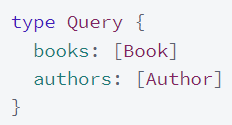 type Query {
  books: [Book]
  authors: [Author]
}